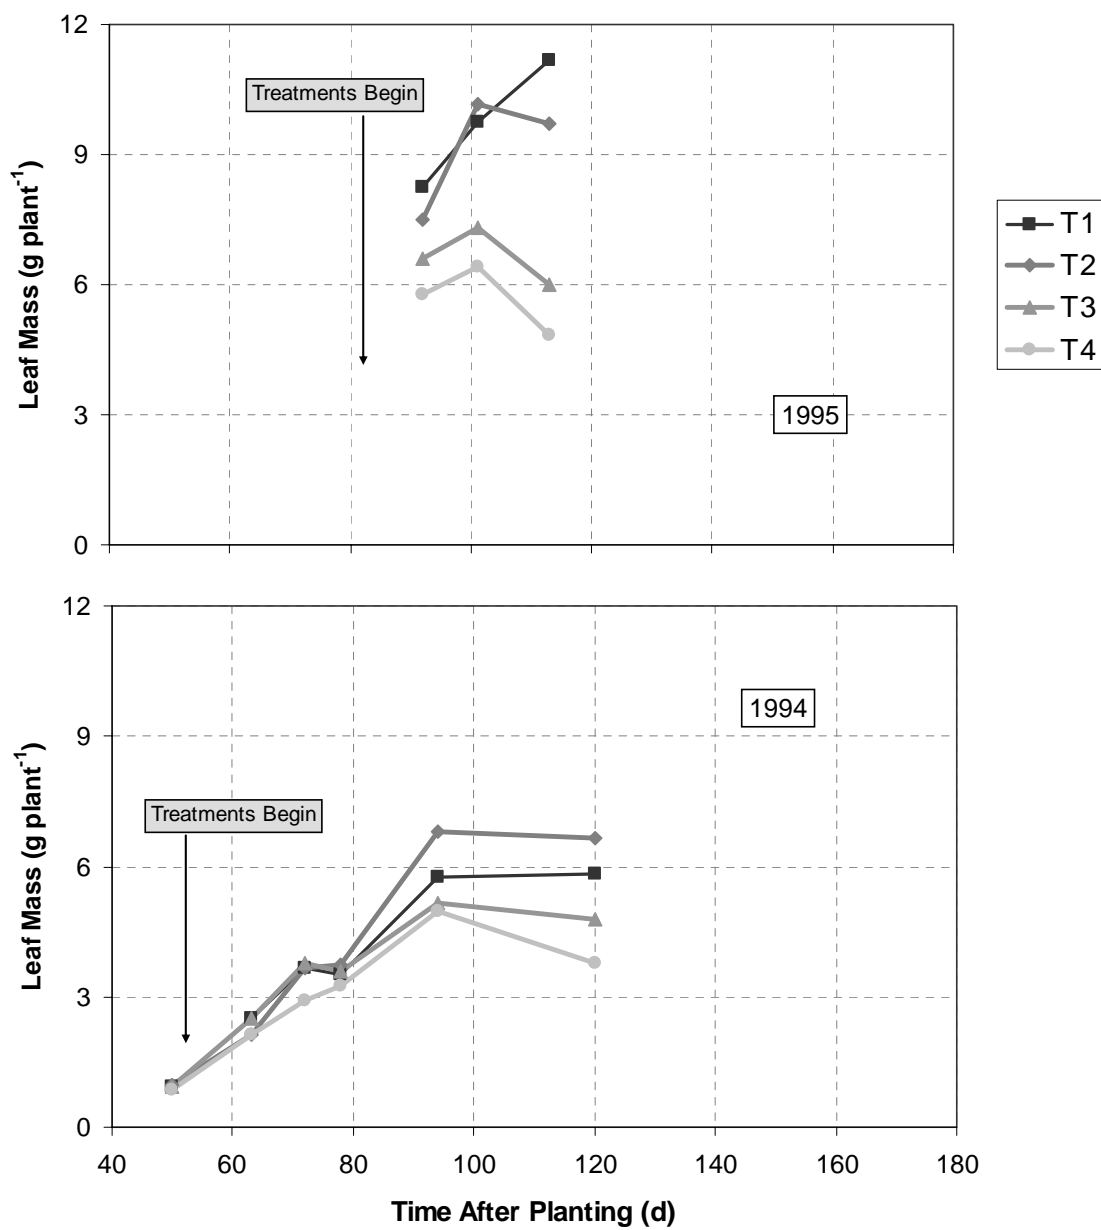 12
Treatments Begin
9
Leaf Mass (g plant⁻¹)
6
3
0
1995
T1
T2
T3
T4
12
1994
9
Treatments Begin
Leaf Mass (g plant⁻¹)
6
3
0
40 60 80 100 120 140 160 180
Time After Planting (d)